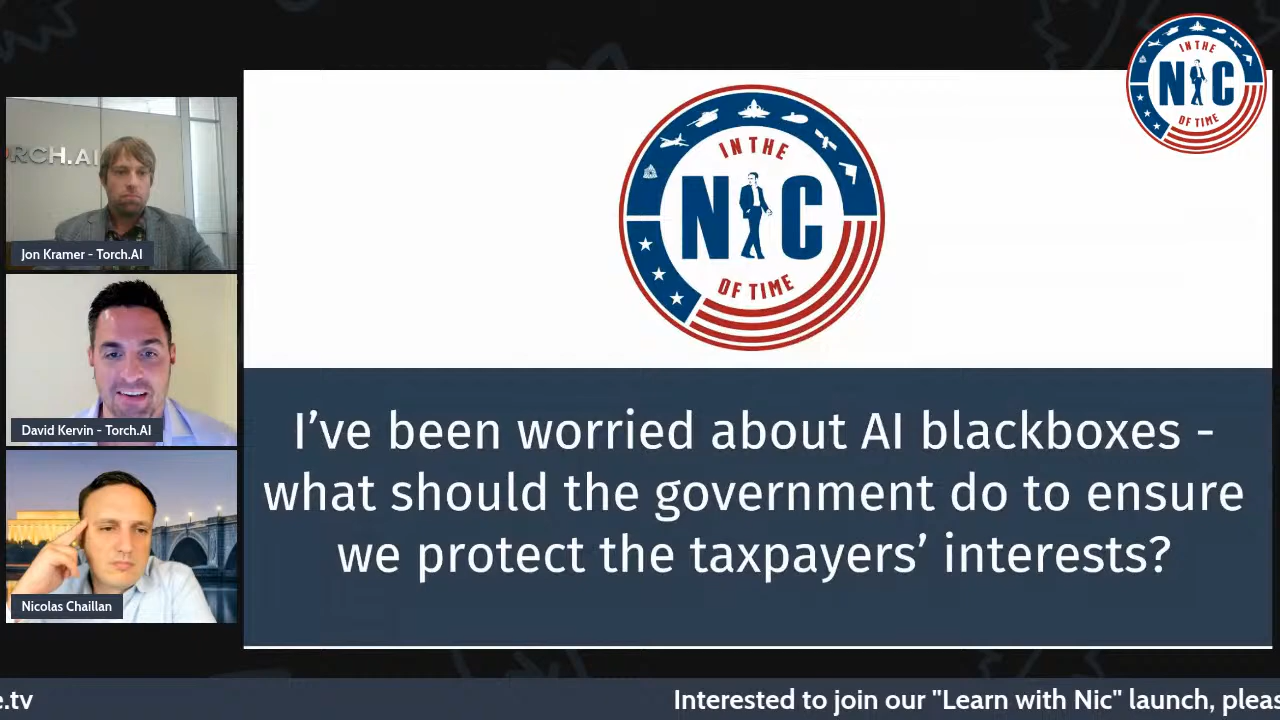 IN THE
NIC
OF TIME
IN THE
NIC
OF TIME
RCH.AI
Jon Kramer - Torch.AI
David Kervin - Torch.AI
Nicolas Chaillan
I’ve been worried about AI blackboxes -
what should the government do to ensure
we protect the taxpayers’ interests?
e.tv
Interested to join our "Learn with Nic" launch, pleas